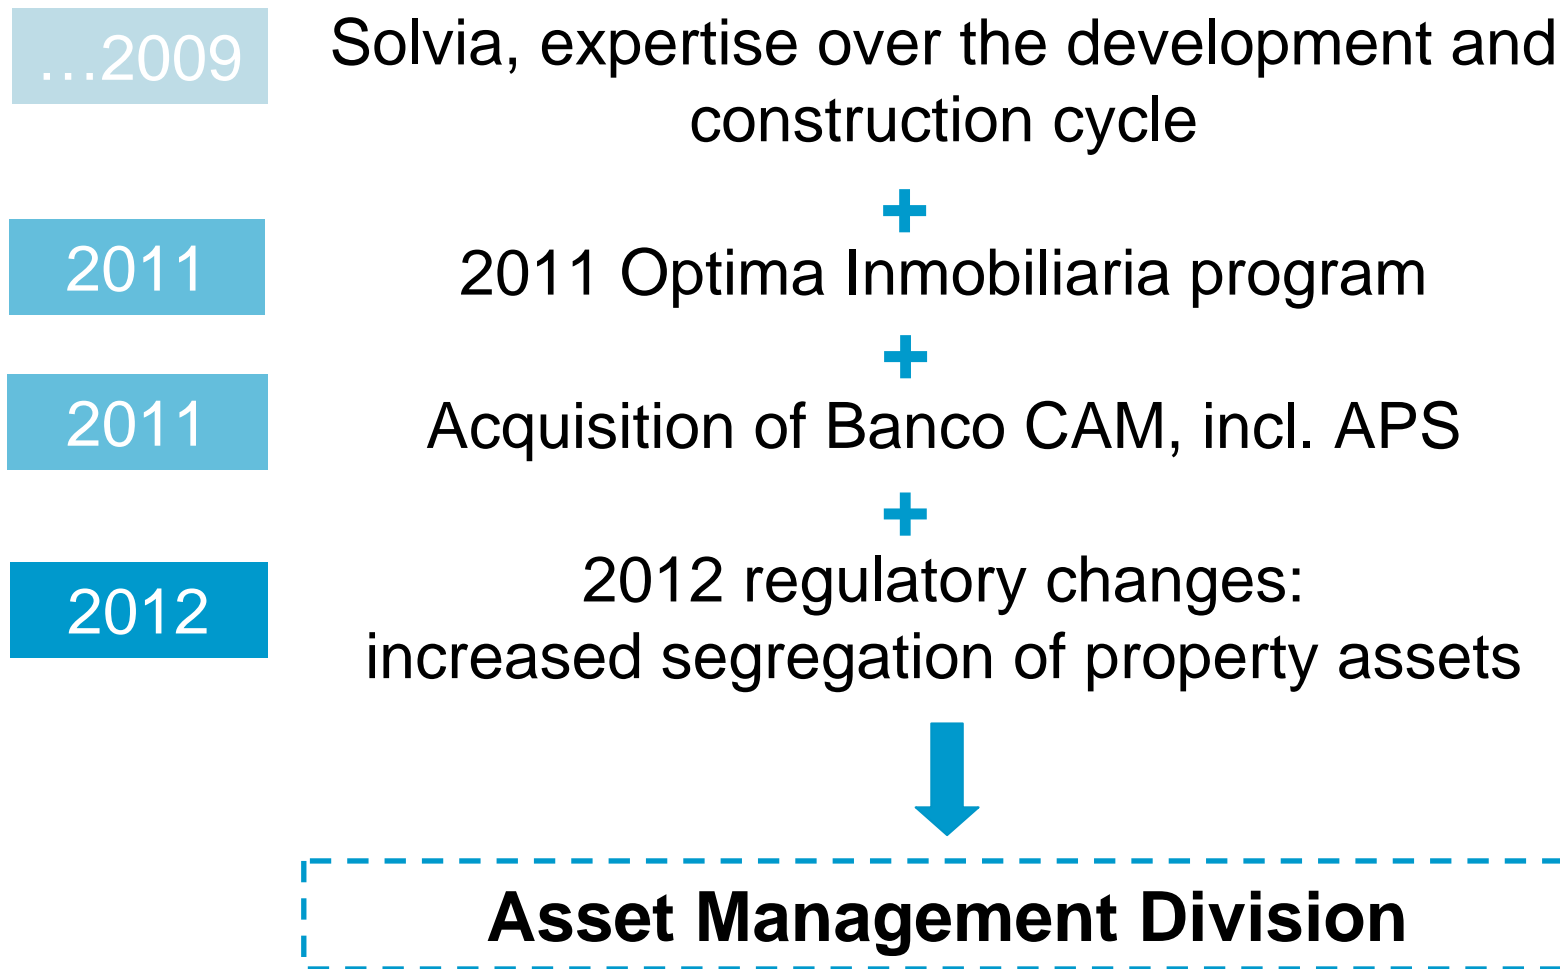 ...2009
Solvia, expertise over the development and
construction cycle
+
2011
2011 Optima Inmobiliaria program
+
2011
Acquisition of Banco CAM, incl. APS
+
2012
2012 regulatory changes:
increased segregation of property assets
Asset Management Division